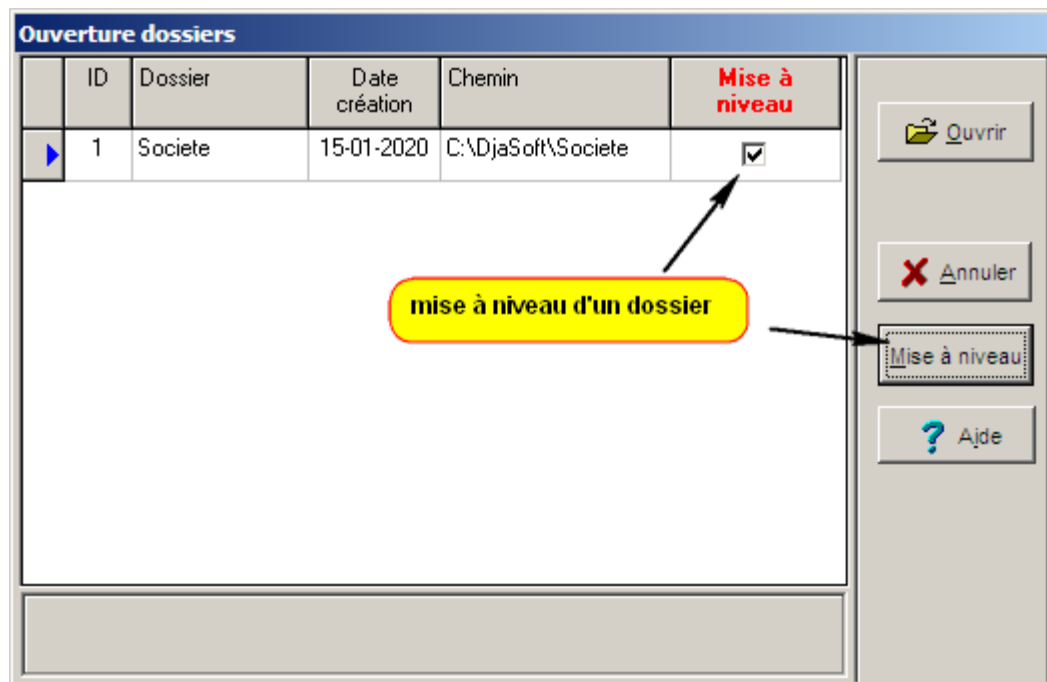 Ouverture dossiers
ID Dossier Date création Chemin Mise à niveau
1 Societe 15-01-2020 C:\DjaSoft\Societe
Ouvrir
Annuler
mise à niveau d'un dossier
Mise à niveau
Aide